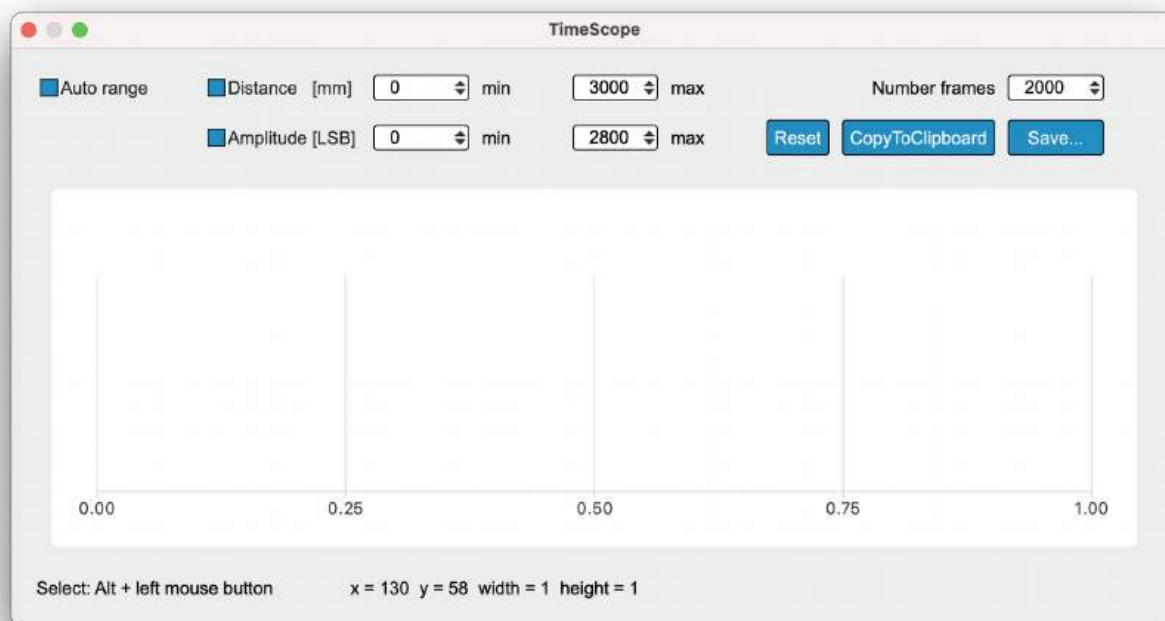 TimeScope
Auto range Distance [mm] 0 min 3000 max Number frames 2000
Amplitude [LSB] 0 min 2800 max Reset CopyToClipboard Save...
0.00 0.25 0.50 0.75 1.00
Select: Alt + left mouse button x = 130 y = 58 width = 1 height = 1